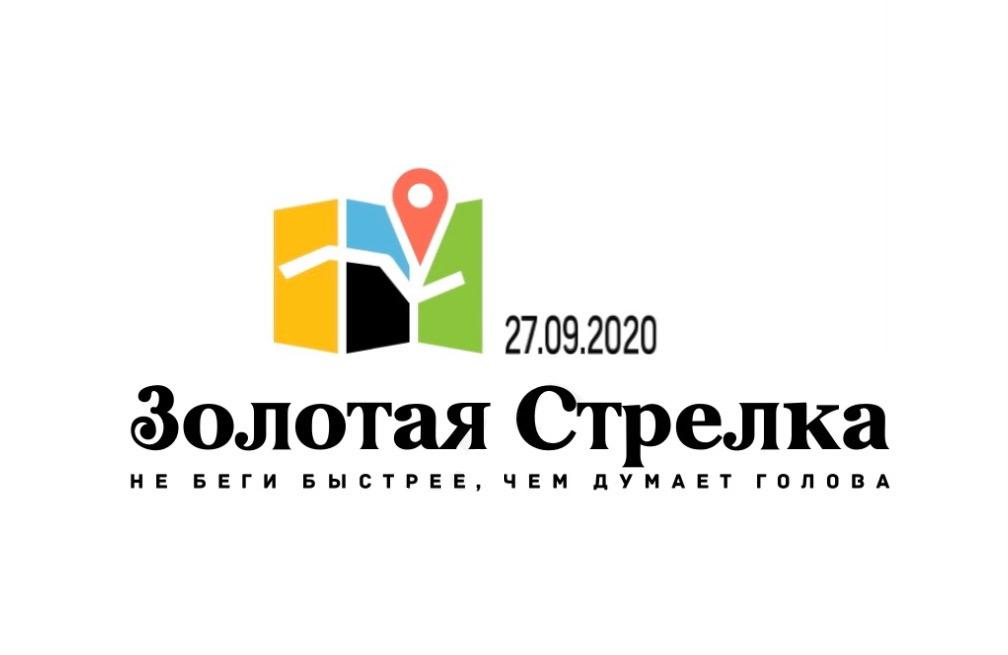 27.09.2020
Золотая Стрелка
НЕ БЕГИ БЫСТРЕЕ, ЧЕМ ДУМАЕТ ГОЛОВА